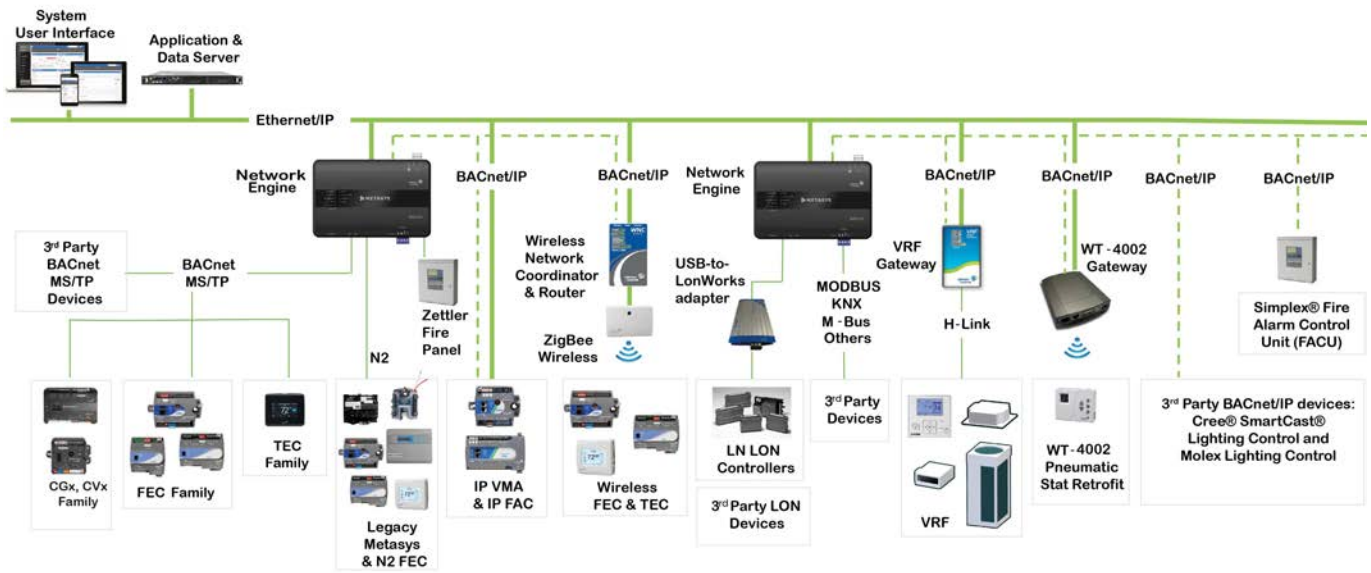 System
User Interface
Application &
Data Server
Ethernet/IP
Network
Engine
METASYS
BACnet/IP
BACnet/IP
Network
Engine
METASYS
BACnet/IP
BACnet/IP
BACnet/IP
BACnet/IP
3rd Party
BACnet
MS/TP
Devices
BACnet
MS/TP
Zettler
Fire
Panel
N2
Wireless
Network
Coordinator
& Router
WNC
ZigBee
Wireless
USB-to-
LonWorks
adapter
MODBUS
KNX
M-Bus
Others
VRF
Gateway
VRF
H-Link
WT-4002
Gateway
Simplex® Fire
Alarm Control
Unit (FACU)
CGx, CVx
Family
FEC Family
72
TEC
Family
Legacy
Metasys
& N2 FEC
IP VMA
& IP FAC
Wireless
FEC & TEC
LN LON
Controllers
3rd Party LON
Devices
3rd Party
Devices
VRF
WT-4002
Pneumatic
Stat Retrofit
3rd Party BACnet/IP devices:
Cree® SmartCast®
Lighting Control and
Molex Lighting Control